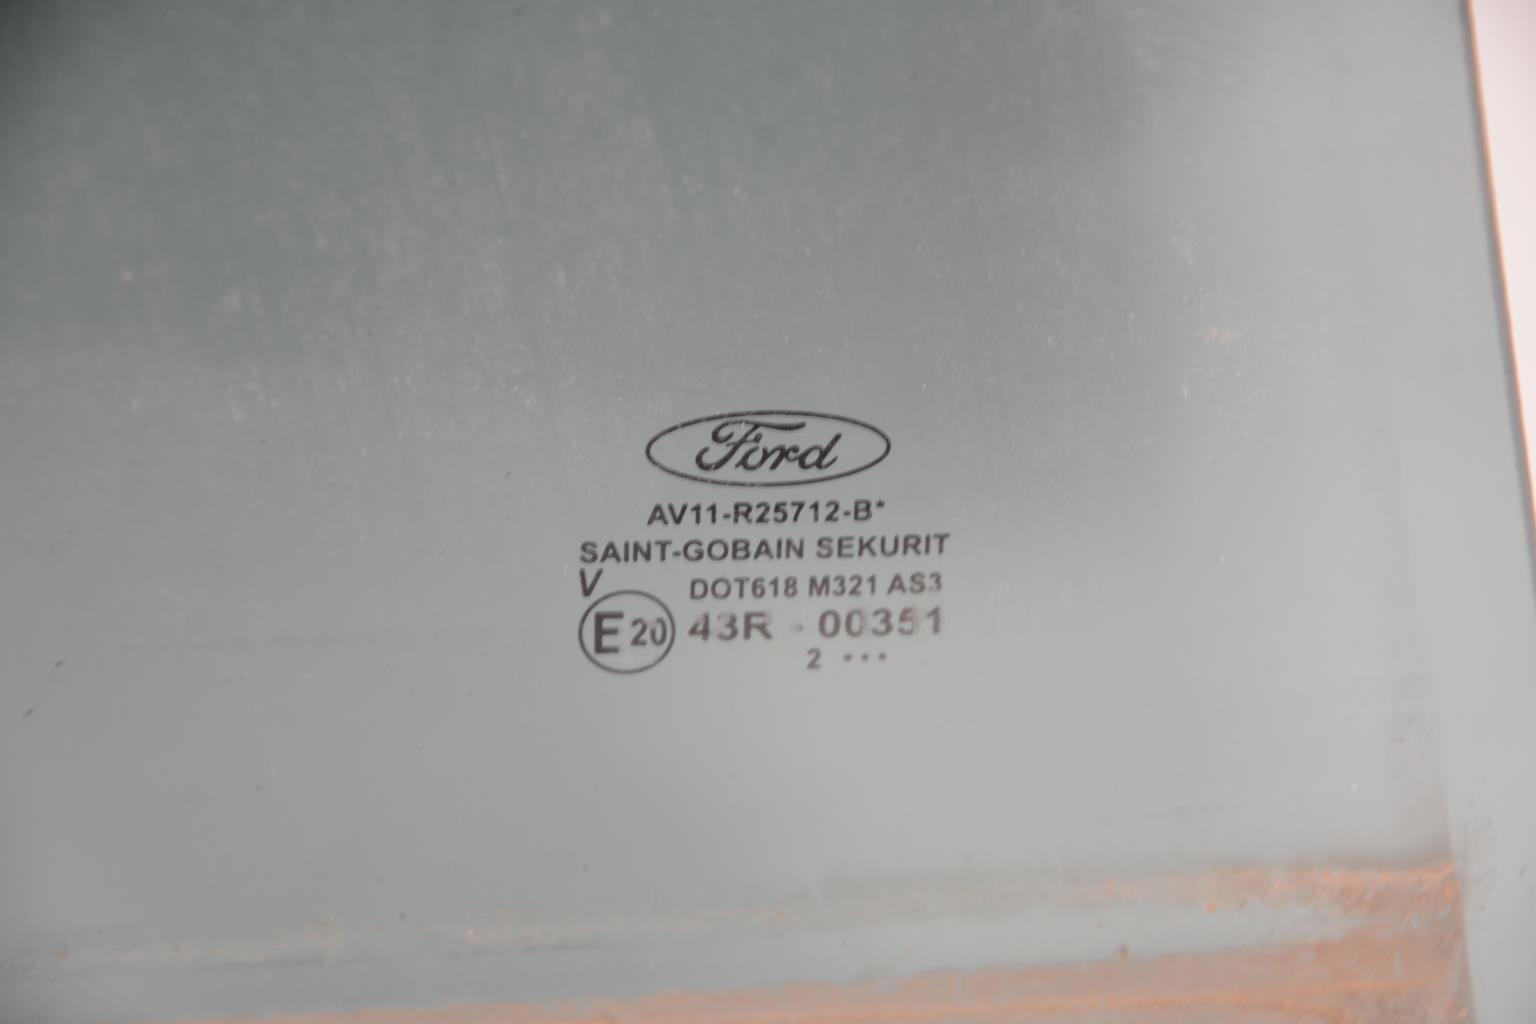 Ford
AV11-R25712-B*
SAINT-GOBAIN SEKURIT
V DOT618 M321 AS3
E20 43R - 00351
2 •••